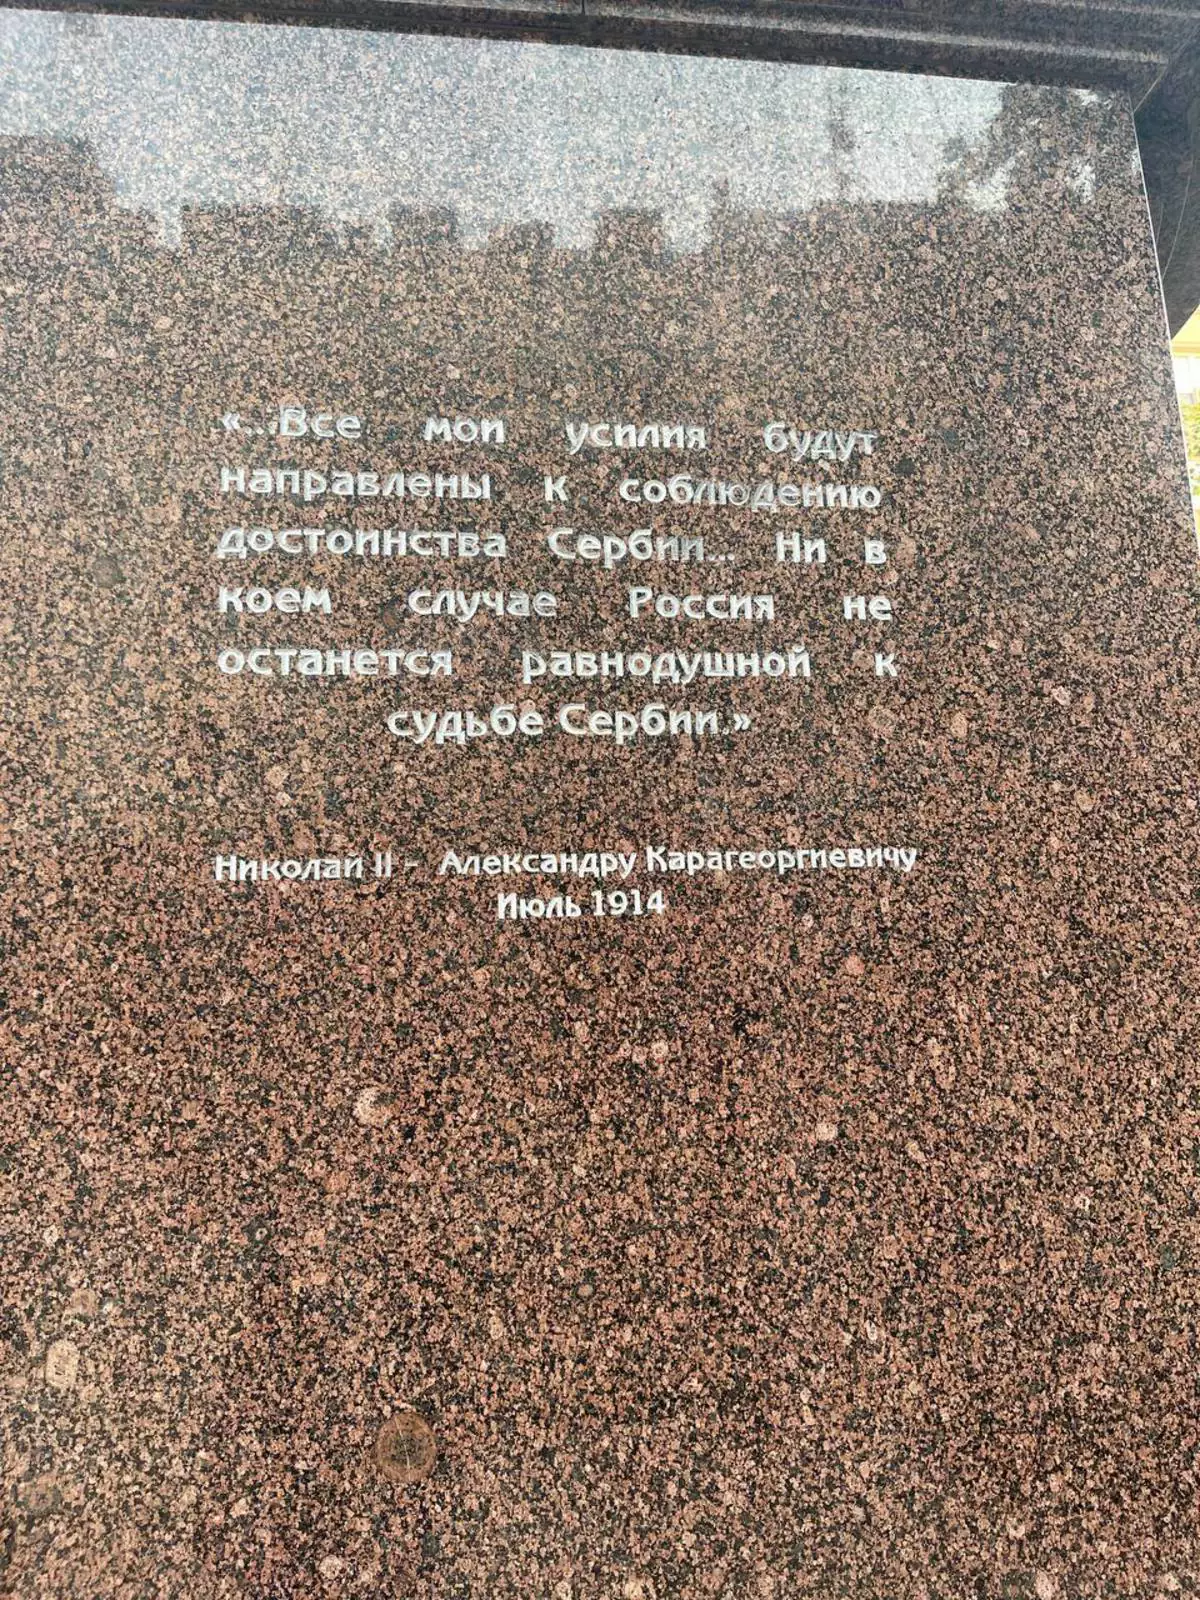 «...Все мои усилия будут
направлены к соблюдению
достоинства Сербии... Ни в
коем случае Россия не
останется равнодушной к
судьбе Сербии.»
Николай II - Александру Карагеоргиевичу
Июль 1914